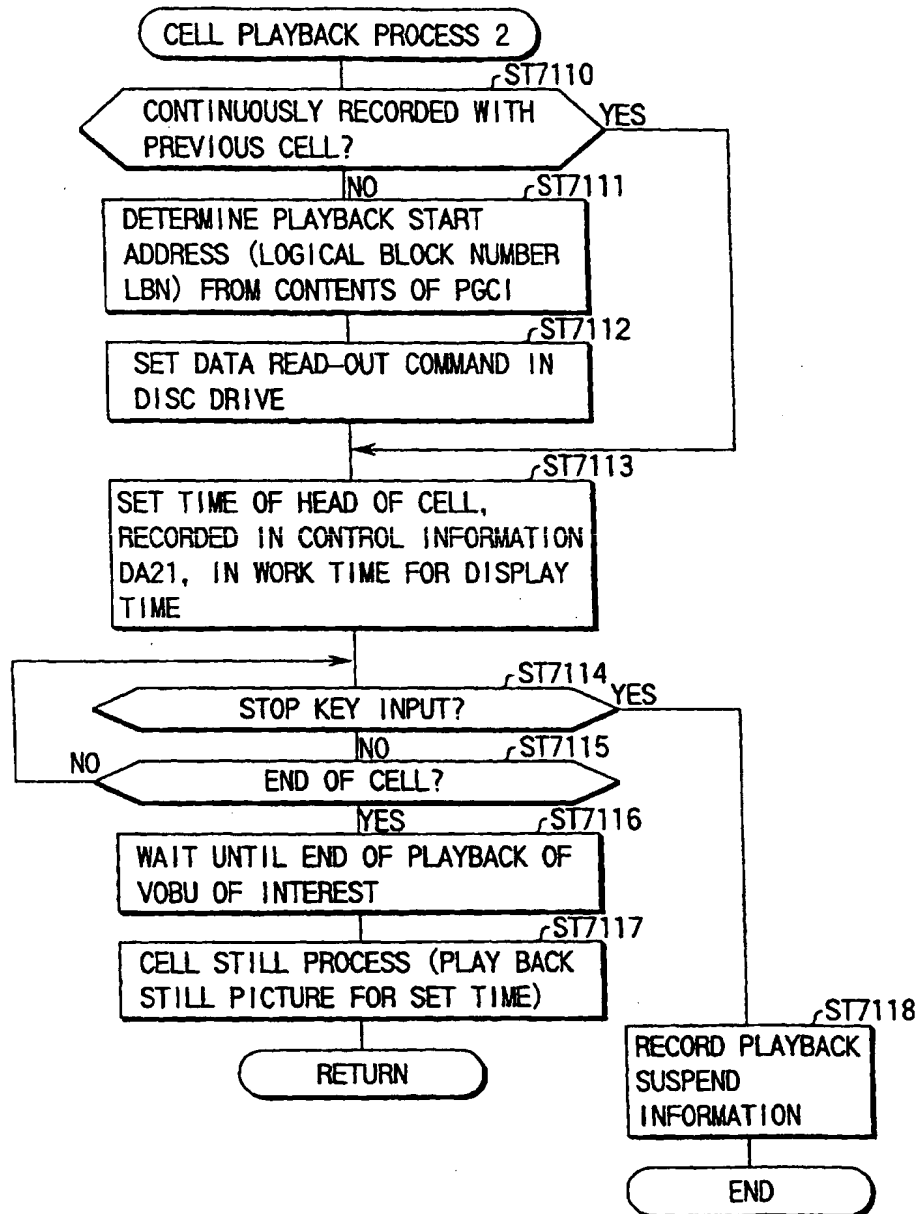 CELL PLAYBACK PROCESS 2
ST7110
CONTINUOUSLY RECORDED WITH
PREVIOUS CELL?
YES
NO
ST7111
DETERMINE PLAYBACK START
ADDRESS (LOGICAL BLOCK NUMBER
LBN) FROM CONTENTS OF PGCI
ST7112
SET DATA READ-OUT COMMAND IN
DISC DRIVE
ST7113
SET TIME OF HEAD OF CELL,
RECORDED IN CONTROL INFORMATION
DA21, IN WORK TIME FOR DISPLAY
TIME
ST7114
STOP KEY INPUT?
YES
NO
ST7115
END OF CELL?
NO
YES
ST7116
WAIT UNTIL END OF PLAYBACK OF
VOBU OF INTEREST
ST7117
CELL STILL PROCESS (PLAY BACK
STILL PICTURE FOR SET TIME)
RETURN
ST7118
RECORD PLAYBACK
SUSPEND
INFORMATION
END